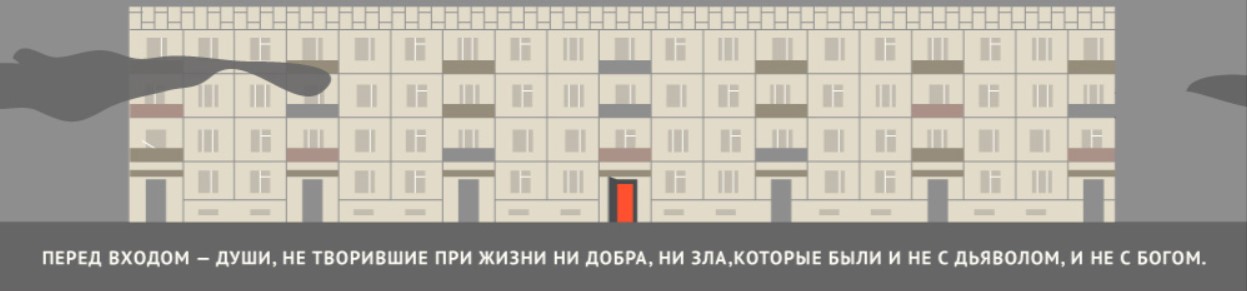 ПЕРЕД ВХОДОМ – ДУШИ, НЕ ТВОРИВШИЕ ПРИ ЖИЗНИ НИ ДОБРА, НИ ЗЛА,КОТОРЫЕ БЫЛИ И НЕ С ДЬЯВОЛОМ, И НЕ С БОГОМ.